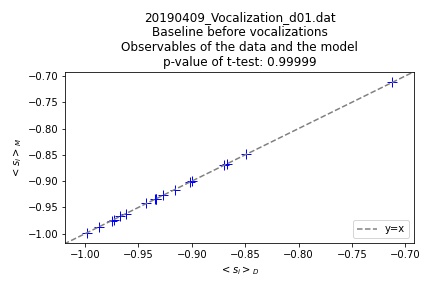 20190409_Vocalization_d01.dat
Baseline before vocalizations
Observables of the data and the model
p-value of t-test: 0.99999
−0.70
−0.75
−0.80
−0.85
−0.90
−0.95
−1.00
< s_i >_M
y=x
−1.00 −0.95 −0.90 −0.85 −0.80 −0.75 −0.70
< s_i >_D